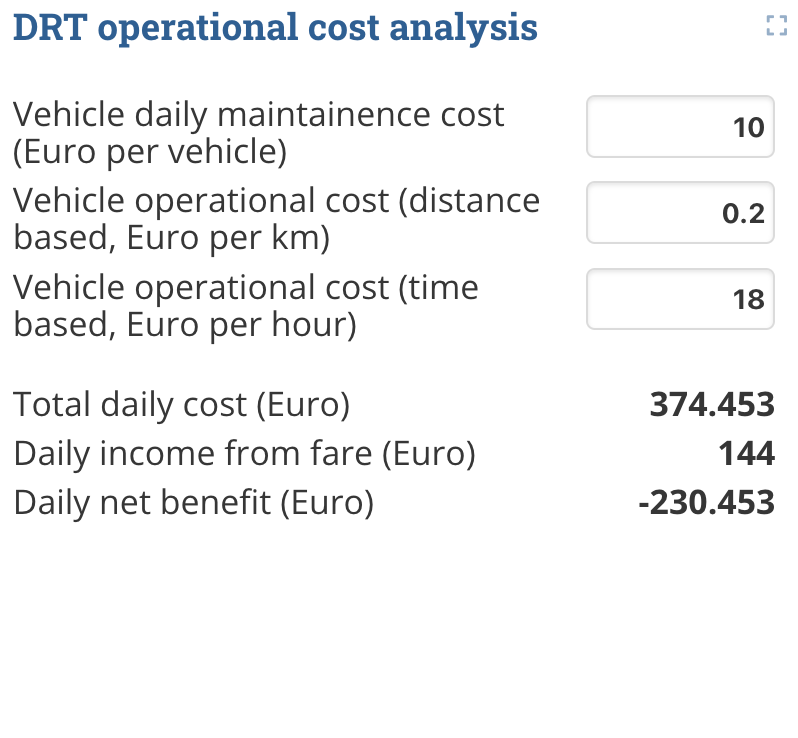 DRT operational cost analysis
Vehicle daily maintainence cost
(Euro per vehicle)
10
Vehicle operational cost (distance
based, Euro per km)
0.2
Vehicle operational cost (time
based, Euro per hour)
18
Total daily cost (Euro) 374.453
Daily income from fare (Euro) 144
Daily net benefit (Euro) -230.453